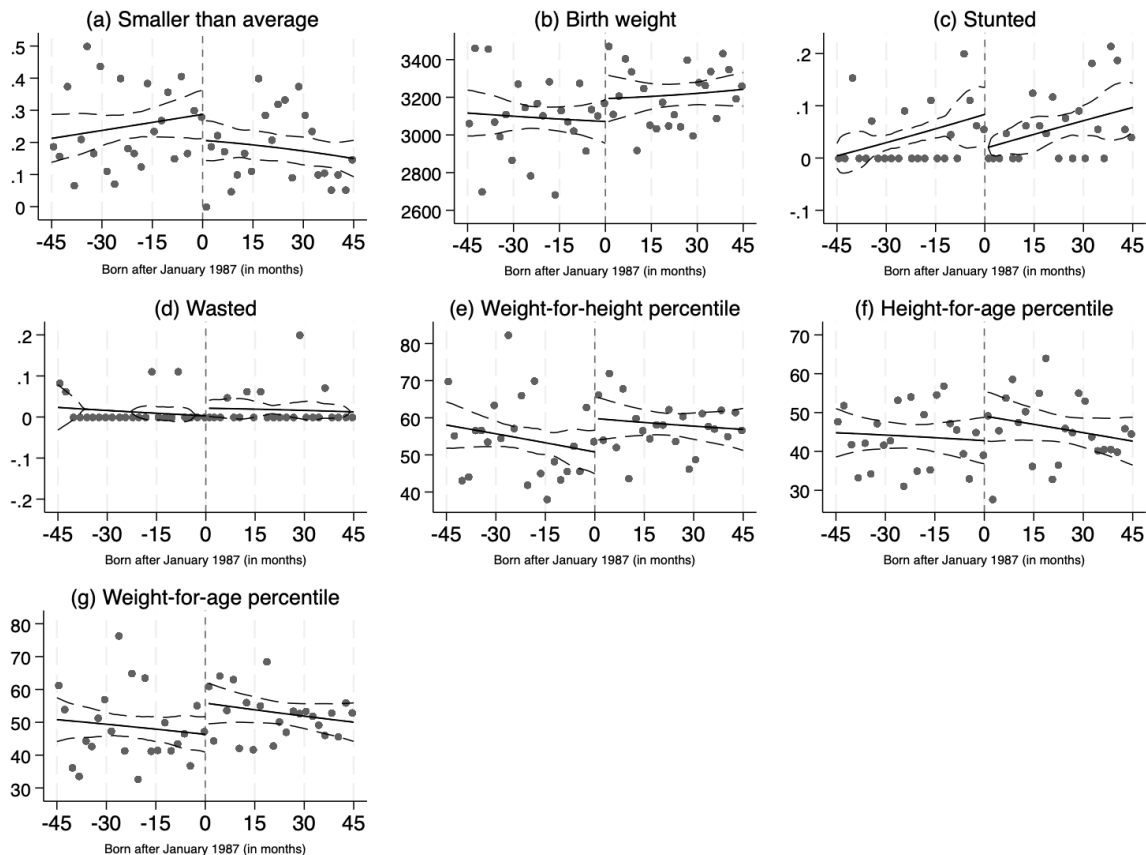 (a) Smaller than average
.5
.4
.3
.2
.1
0
-45 -30 -15 0 15 30 45
Born after January 1987 (in months)
(b) Birth weight
3400
3200
3000
2800
2600
-45 -30 -15 0 15 30 45
Born after January 1987 (in months)
(c) Stunted
.2
.1
0
-.1
-45 -30 -15 0 15 30 45
Born after January 1987 (in months)
(d) Wasted
.2
.1
0
-.1
-.2
-45 -30 -15 0 15 30 45
Born after January 1987 (in months)
(e) Weight-for-height percentile
80
70
60
50
40
-45 -30 -15 0 15 30 45
Born after January 1987 (in months)
(f) Height-for-age percentile
70
60
50
40
30
-45 -30 -15 0 15 30 45
Born after January 1987 (in months)
(g) Weight-for-age percentile
80
70
60
50
40
30
-45 -30 -15 0 15 30 45
Born after January 1987 (in months)